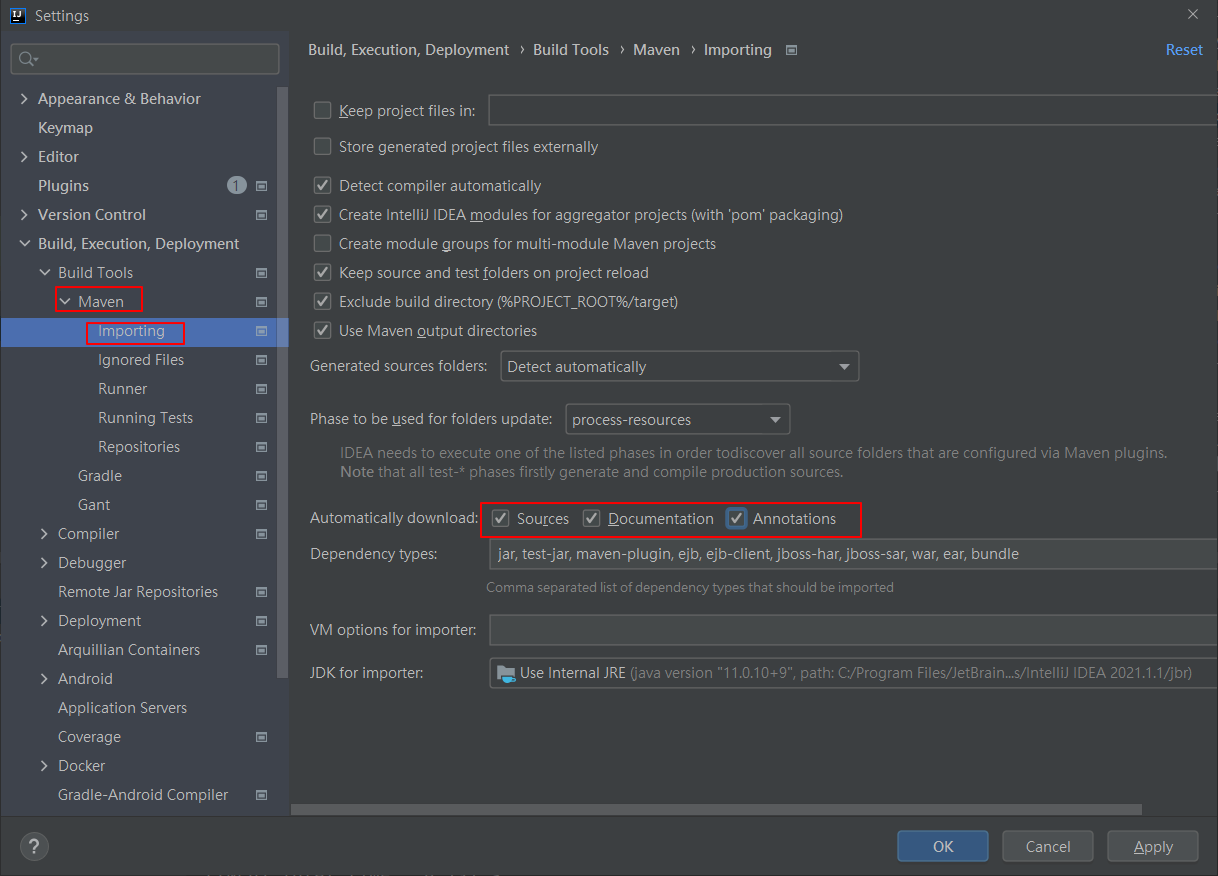 Settings
Build, Execution, Deployment › Build Tools › Maven › Importing
Reset
Appearance & Behavior
Keymap
Editor
Plugins 1
Version Control
Build, Execution, Deployment
Build Tools
Maven
Importing
Ignored Files
Runner
Running Tests
Repositories
Gradle
Gant
Compiler
Debugger
Remote Jar Repositories
Deployment
Arquillian Containers
Android
Application Servers
Coverage
Docker
Gradle-Android Compiler
Keep project files in:
Store generated project files externally
Detect compiler automatically
Create IntelliJ IDEA modules for aggregator projects (with 'pom' packaging)
Create module groups for multi-module Maven projects
Keep source and test folders on project reload
Exclude build directory (%PROJECT_ROOT%/target)
Use Maven output directories
Generated sources folders: Detect automatically
Phase to be used for folders update: process-resources
IDEA needs to execute one of the listed phases in order todiscover all source folders that are configured via Maven plugins.
Note that all test-* phases firstly generate and compile production sources.
Automatically download: Sources Documentation Annotations
Dependency types: jar, test-jar, maven-plugin, ejb, ejb-client, jboss-har, jboss-sar, war, ear, bundle
Comma separated list of dependency types that should be imported
VM options for importer:
JDK for importer: Use Internal JRE (java version "11.0.10+9", path: C:/Program Files/JetBrain...s/IntelliJ IDEA 2021.1.1/jbr)
?
OK Cancel Apply